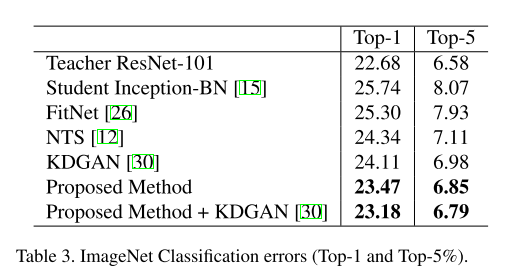 Top-1 Top-5
Teacher ResNet-101 22.68 6.58
Student Inception-BN [15] 25.74 8.07
FitNet [26] 25.30 7.93
NTS [12] 24.34 7.11
KDGAN [30] 24.11 6.98
Proposed Method 23.47 6.85
Proposed Method + KDGAN [30] 23.18 6.79
Table 3. ImageNet Classification errors (Top-1 and Top-5%).